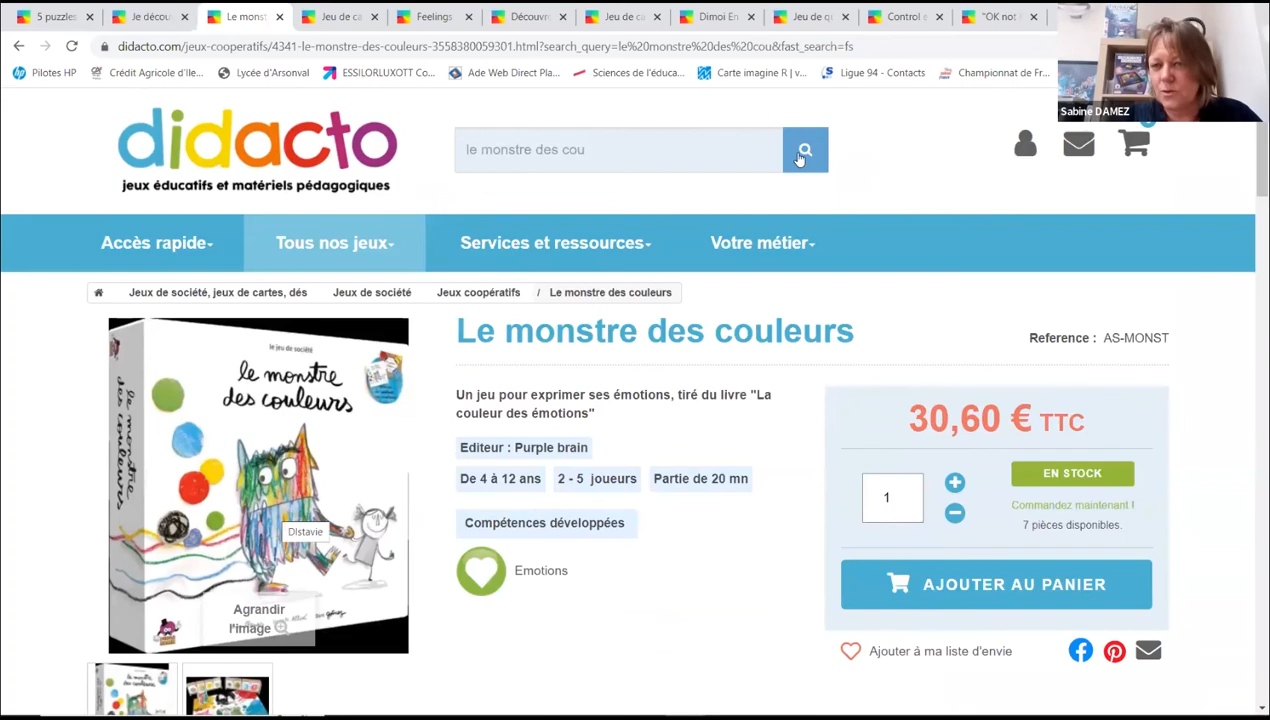 5 puzzles
Je décou
Le monst
Jeu de ca
Feelings
Découvre
Jeu de ca
Dimoi En
Jeu de qu
Control e
"OK not
didacto.com/jeux-cooperatifs/4341-le-monstre-des-couleurs-3558380059301.html?search_query=le%20monstre%20des%20cou&fast_search=fs
Pilotes HP
Crédit Agricole d'Ile...
Lycée d'Arsonval
ESSILORLUXOTT Co...
Ade Web Direct Pla...
Sciences de l'éduca...
Carte imagine R | v...
Ligue 94 - Contacts
Championnat de Fr...
Sabine DAMEZ
didacto
jeux éducatifs et matériels pédagogiques
le monstre des cou
Accès rapide
Tous nos jeux
Services et ressources
Votre métier
Jeux de société, jeux de cartes, dés
Jeux de société
Jeux coopératifs
/ Le monstre des couleurs
le jeu de société
le monstre
des couleurs
le monstre
des couleurs
DIstavie
Agrandir
l'image
Le monstre des couleurs
Reference : AS-MONST
Un jeu pour exprimer ses émotions, tiré du livre "La
couleur des émotions"
Editeur : Purple brain
De 4 à 12 ans
2 - 5 joueurs
Partie de 20 mn
Compétences développées
Emotions
30,60 € TTC
1
EN STOCK
Commandez maintenant !
7 pièces disponibles.
AJOUTER AU PANIER
Ajouter à ma liste d'envie